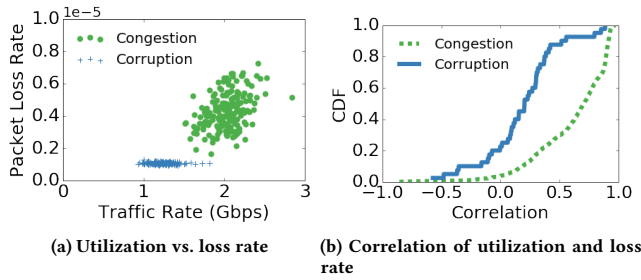 1e−5
1.0
0.8
0.6
0.4
0.2
0.0
0 1 2 3
Packet Loss Rate
Traffic Rate (Gbps)
Congestion
Corruption
(a) Utilization vs. loss rate
1.0
0.8
0.6
0.4
0.2
0.0
−1.0 −0.5 0.0 0.5 1.0
CDF
Correlation
Congestion
Corruption
(b) Correlation of utilization and loss
rate